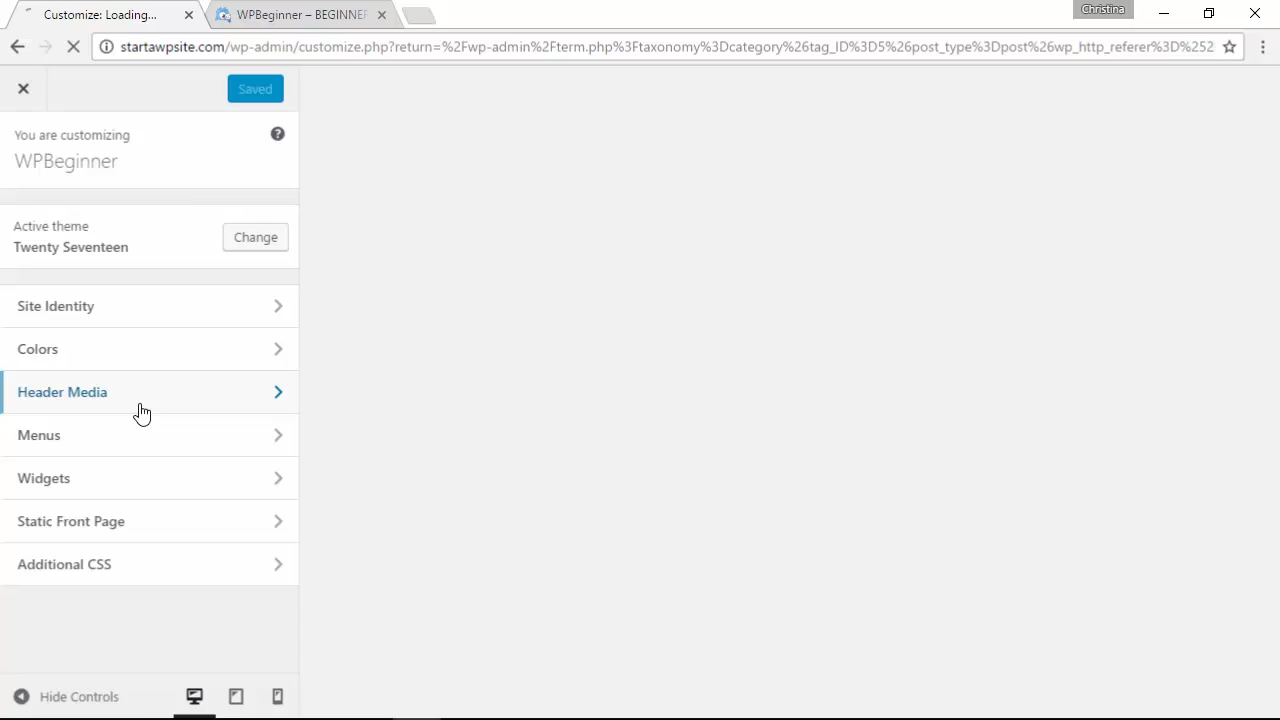 Customize: Loading...
WPBeginner – BEGINNER
Christina
startawpsite.com/wp-admin/customize.php?return=%2Fwp-admin%2Fterm.php%3Ftaxonomy%3Dcategory%26tag_ID%3D5%26post_type%3Dpost%26wp_http_referer%3D%252
Saved
You are customizing
WPBeginner
Active theme
Twenty Seventeen
Change
Site Identity
Colors
Header Media
Menus
Widgets
Static Front Page
Additional CSS
Hide Controls